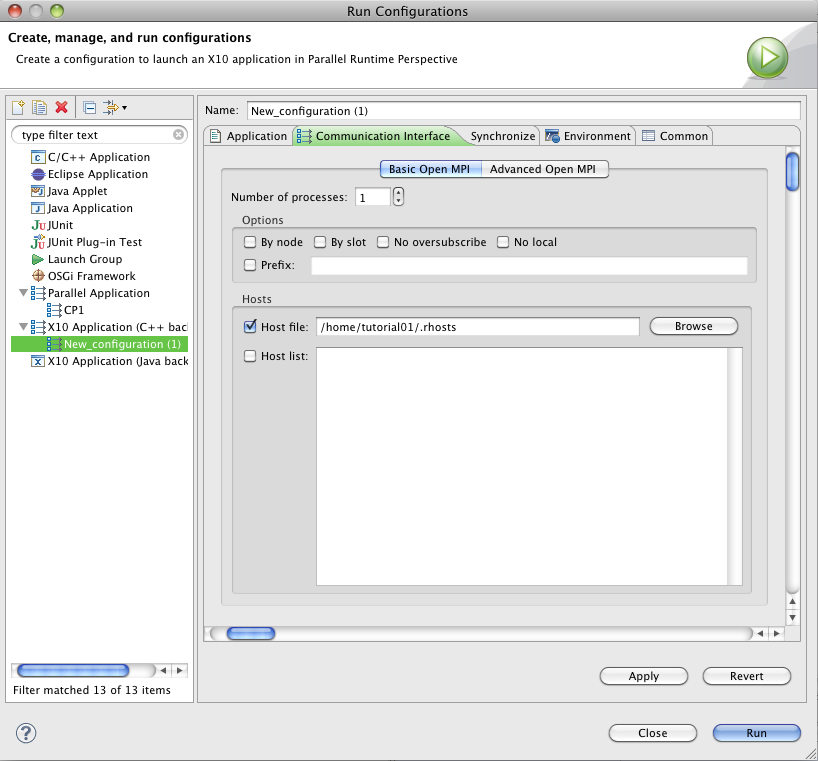 Run Configurations
Create, manage, and run configurations
Create a configuration to launch an X10 application in Parallel Runtime Perspective
type filter text
C/C++ Application
Eclipse Application
Java Applet
Java Application
JUnit
JUnit Plug-in Test
Launch Group
OSGi Framework
Parallel Application
CP1
X10 Application (C++ bac
New_configuration (1)
X10 Application (Java back
Filter matched 13 of 13 items
Name: New_configuration (1)
Application Communication Interface Synchronize Environment Common
Basic Open MPI Advanced Open MPI
Number of processes: 1
Options
By node By slot No oversubscribe No local
Prefix:
Hosts
Host file: /home/tutorial01/.rhosts Browse
Host list:
Apply Revert
? Close Run